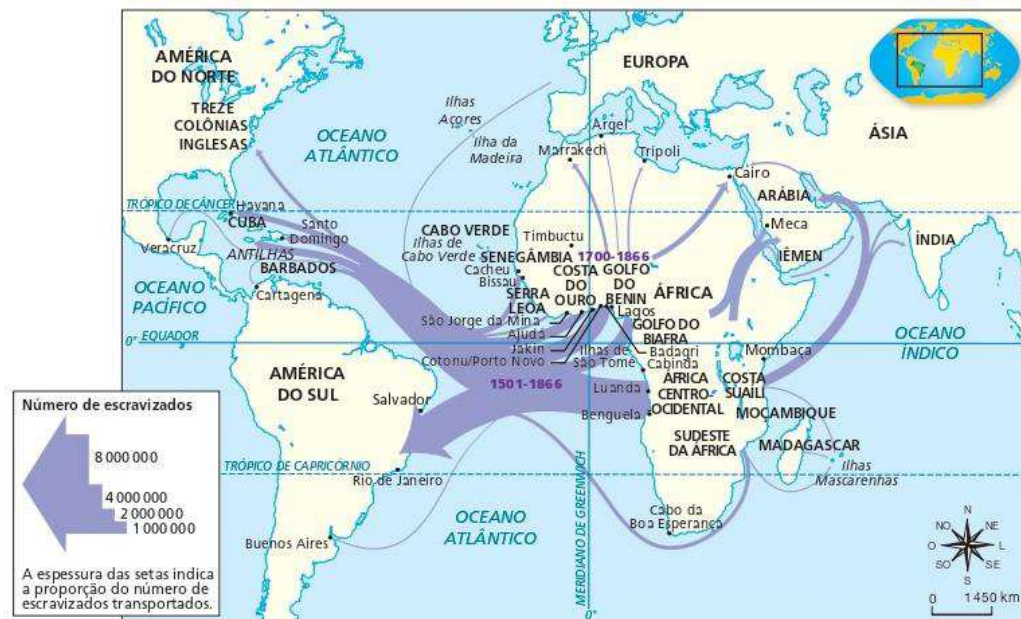 AMÉRICA
DO NORTE
TREZE
COLÔNIAS
INGLESAS
OCEANO
ATLÂNTICO
Ilhas
Açores
Ilha da
Madeira
EUROPA
ÁSIA
Argel
Marrakech
Tripoli
Cairo
ARÁBIA
Meca
IÊMEN
ÍNDIA
TRÓPICO DE CÂNCER
Havana
CUBA
Santo
Domingo
Veracruz
ANTILHAS
BARBADOS
Cartagena
OCEANO
PACÍFICO
CABO VERDE
Ilhas de
Cabo Verde
Timbuctu
SENEGÂMBIA
Cacheu
Bissau
1700-1866
COSTA
DO
OURO
GOLFO
DO
BENIN
SERRA
LEOA
ÁFRICA
Lagos
São Jorge da Mina
Ajudá
Jakin
Cotonu/Porto Novo
GOLFO DO
BIAFRA
Badagri
Cabinda
Ilhas de
São Tomé
0° EQUADOR
OCEANO
ÍNDICO
Mombaça
1501-1866
AMÉRICA
DO SUL
Salvador
Luanda
Benguela
ÁFRICA
CENTRO-
OCIDENTAL
COSTA
SUAÍLI
MOÇAMBIQUE
SUDESTE
DA ÁFRICA
MADAGASCAR
Ilhas
Mascarenhas
TRÓPICO DE CAPRICÓRNIO
Rio de Janeiro
Buenos Aires
OCEANO
ATLÂNTICO
MERIDIANO DE GREENWICH
0°
Cabo da
Boa Esperança
Número de escravizados
8 000 000
4 000 000
2 000 000
1 000 000
A espessura das setas indica
a proporção do número de
escravizados transportados.
N
NO
NE
O
L
SO
SE
S
0
1 450 km